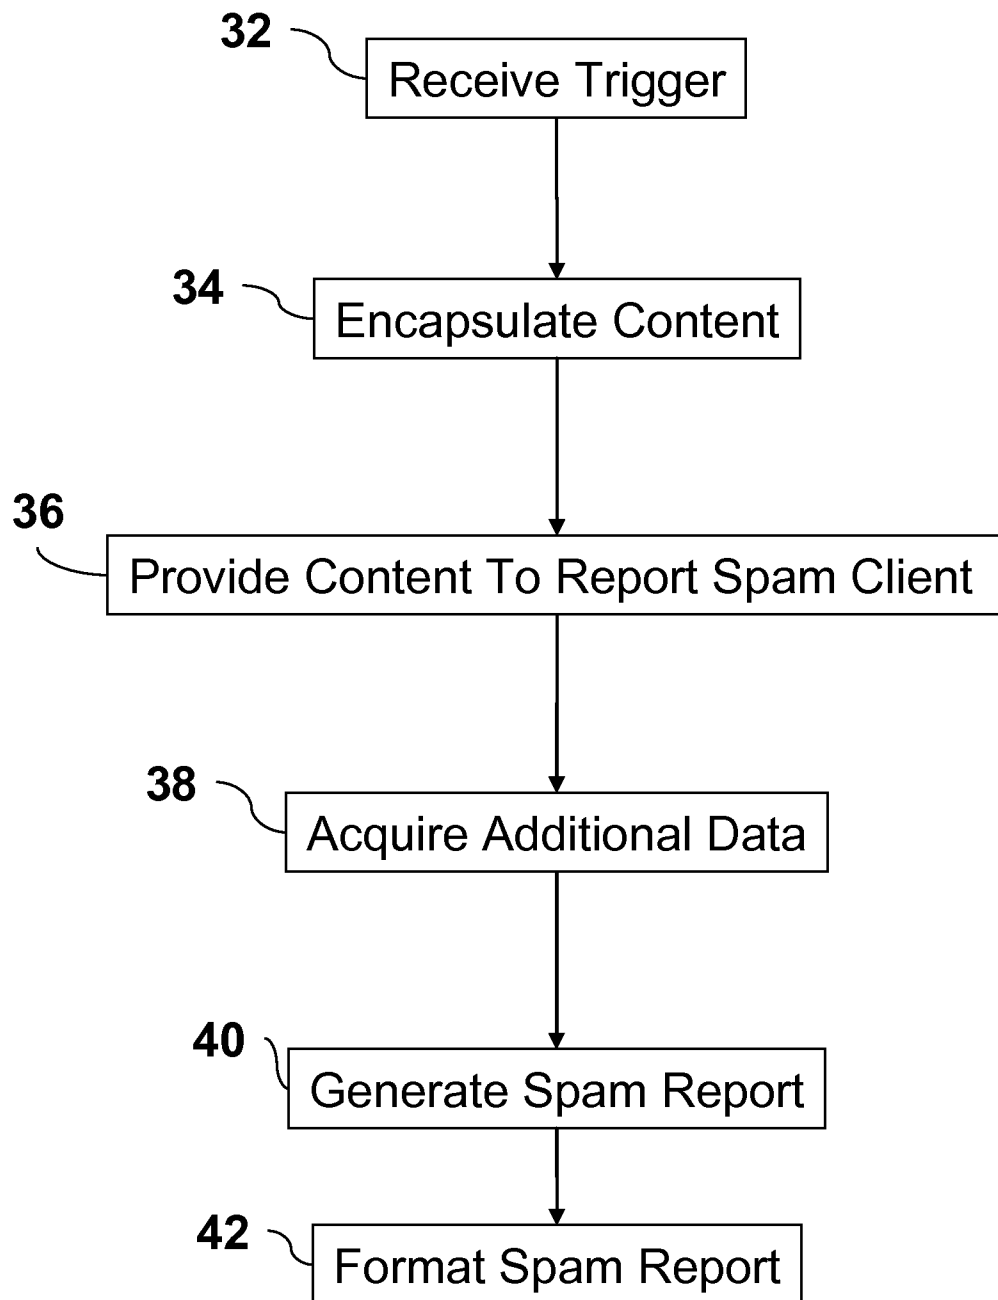 32
Receive Trigger
34
Encapsulate Content
36
Provide Content To Report Spam Client
38
Acquire Additional Data
40
Generate Spam Report
42
Format Spam Report